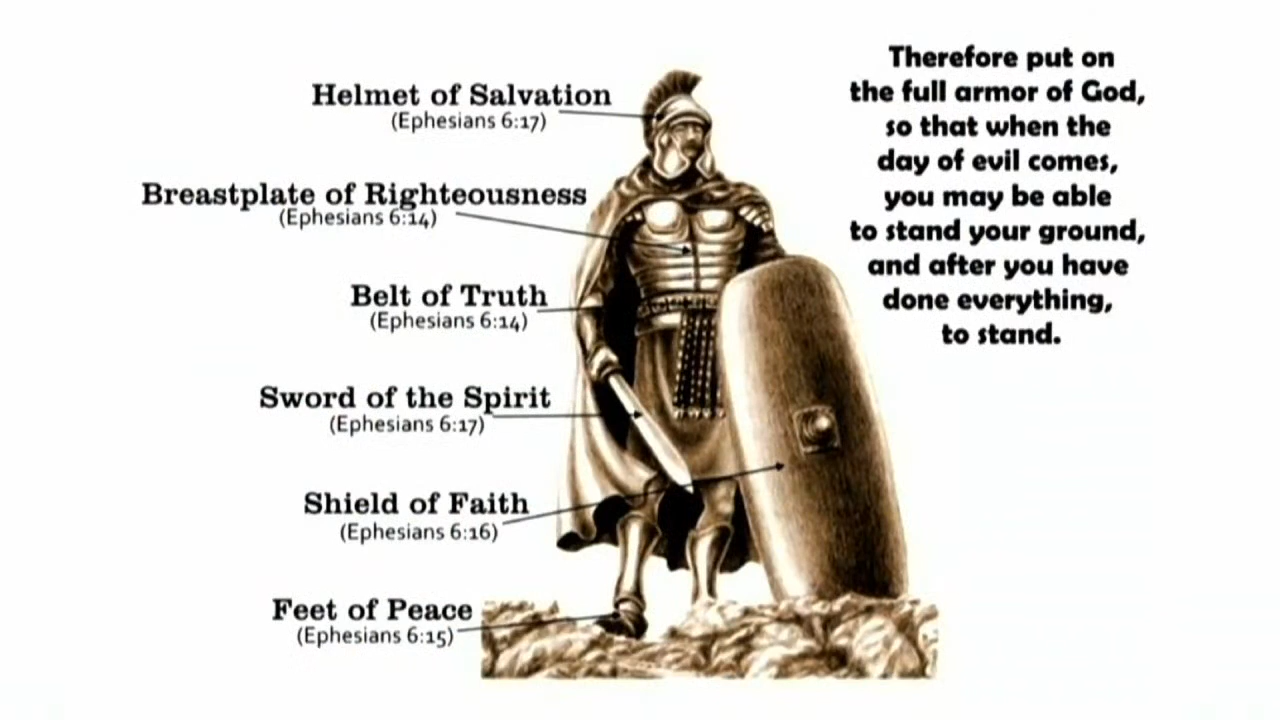 Helmet of Salvation
(Ephesians 6:17)
Breastplate of Righteousness
(Ephesians 6:14)
Belt of Truth
(Ephesians 6:14)
Sword of the Spirit
(Ephesians 6:17)
Shield of Faith
(Ephesians 6:16)
Feet of Peace
(Ephesians 6:15)
Therefore put on
the full armor of God,
so that when the
day of evil comes,
you may be able
to stand your ground,
and after you have
done everything,
to stand.